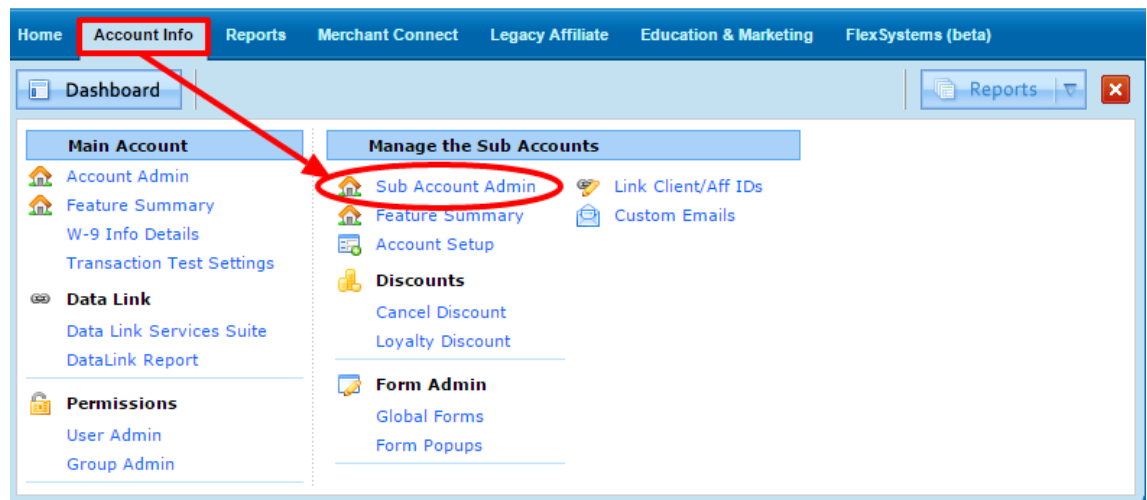 Home Account Info Reports Merchant Connect Legacy Affiliate Education & Marketing FlexSystems (beta)
Dashboard Reports
Main Account
Account Admin
Feature Summary
W-9 Info Details
Transaction Test Settings
Data Link
Data Link Services Suite
DataLink Report
Permissions
User Admin
Group Admin
Manage the Sub Accounts
Sub Account Admin
Feature Summary
Account Setup
Discounts
Cancel Discount
Loyalty Discount
Form Admin
Global Forms
Form Popups
Link Client/Aff IDs
Custom Emails